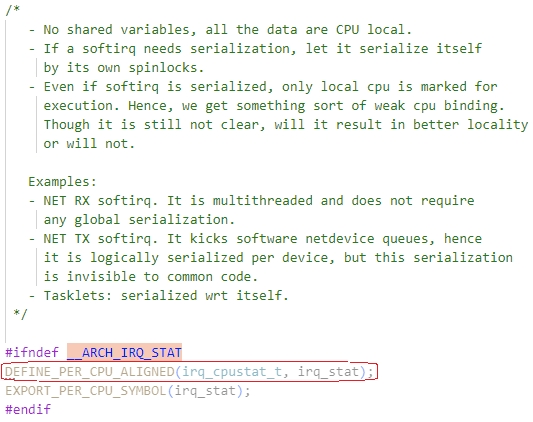 /*
- No shared variables, all the data are CPU local.
- If a softirq needs serialization, let it serialize itself
by its own spinlocks.
- Even if softirq is serialized, only local cpu is marked for
execution. Hence, we get something sort of weak cpu binding.
Though it is still not clear, will it result in better locality
or will not.
Examples:
- NET RX softirq. It is multithreaded and does not require
any global serialization.
- NET TX softirq. It kicks software netdevice queues, hence
it is logically serialized per device, but this serialization
is invisible to common code.
- Tasklets: serialized wrt itself.
*/
#ifndef __ARCH_IRQ_STAT
DEFINE_PER_CPU_ALIGNED(irq_cpustat_t, irq_stat);
EXPORT_PER_CPU_SYMBOL(irq_stat);
#endif